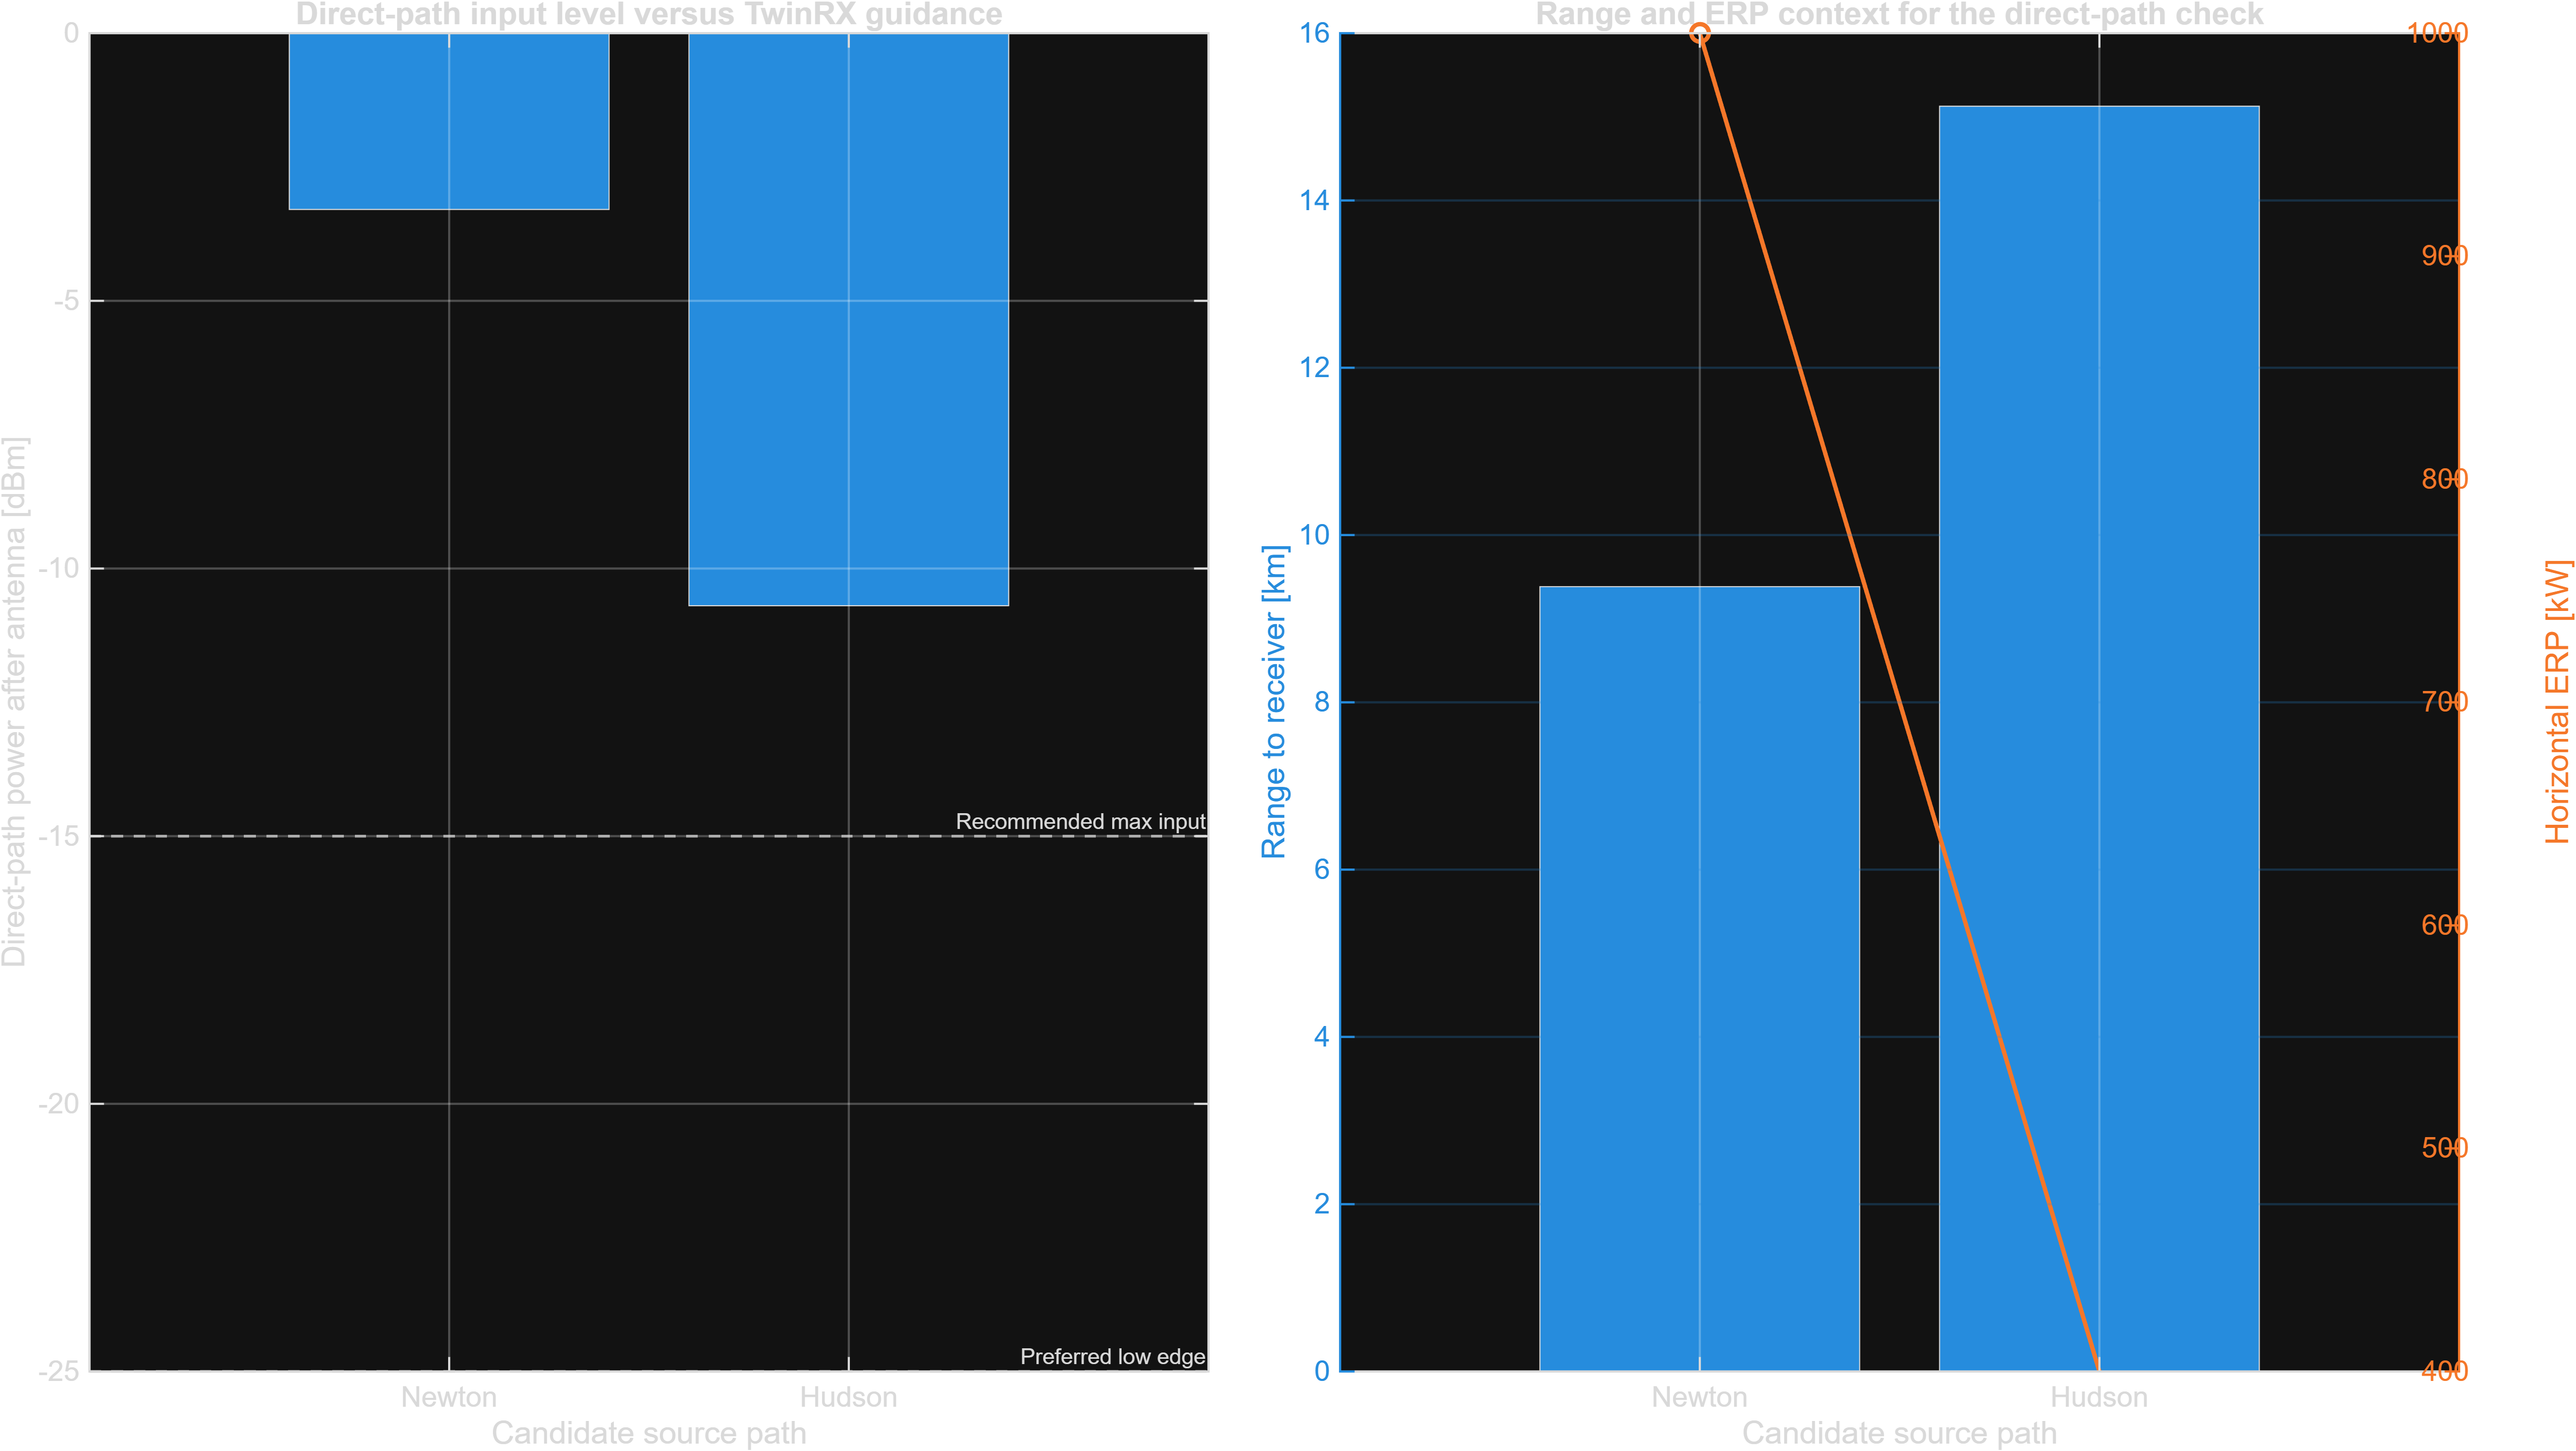 Direct-path input level versus TwinRX guidance
0
-5
-10
-15
-20
-25
Direct-path power after antenna [dBm]
Recommended max input
Preferred low edge
Newton
Hudson
Candidate source path
Range and ERP context for the direct-path check
16
14
12
10
8
6
4
2
0
Range to receiver [km]
1000
900
800
700
600
500
400
Horizontal ERP [kW]
Newton
Hudson
Candidate source path